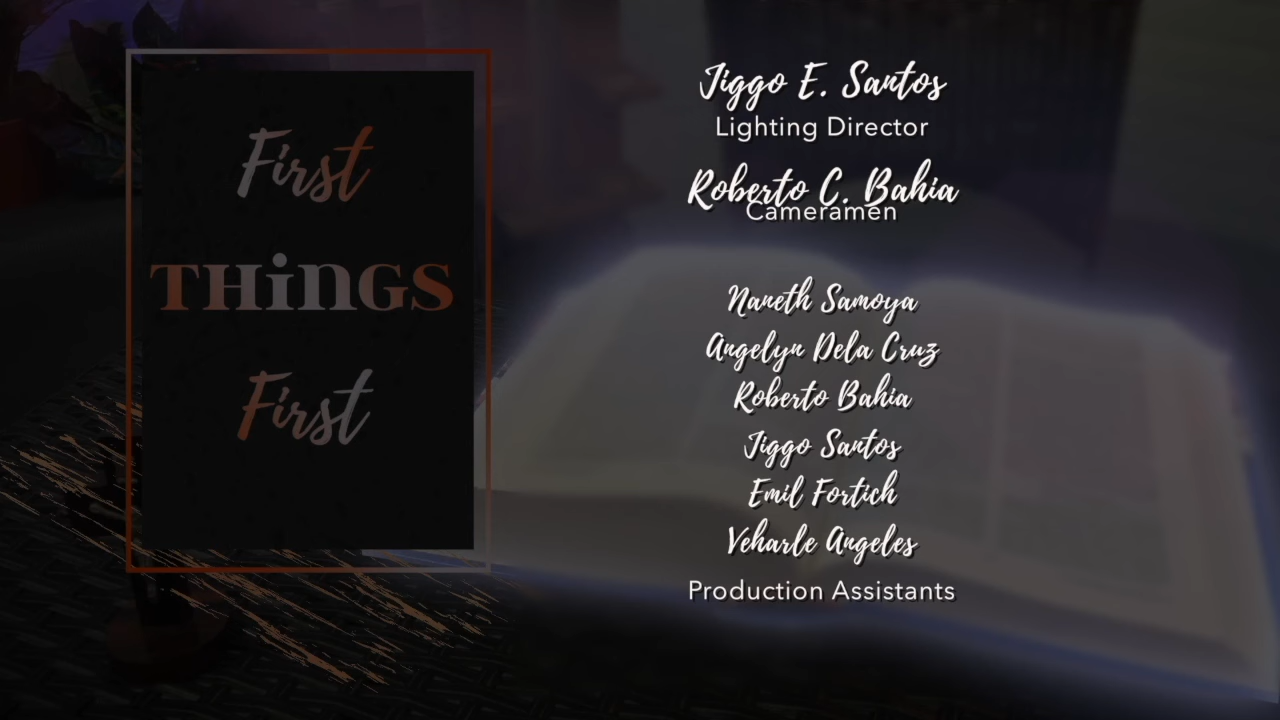 First
THiNGS
First
Jiggo E. Santos
Lighting Director
Roberto C. Bahia
Cameramen
Naneth Samoya
Angelyn Dela Cruz
Roberto Bahia
Jiggo Santos
Emil Fortich
Veharle Angeles
Production Assistants